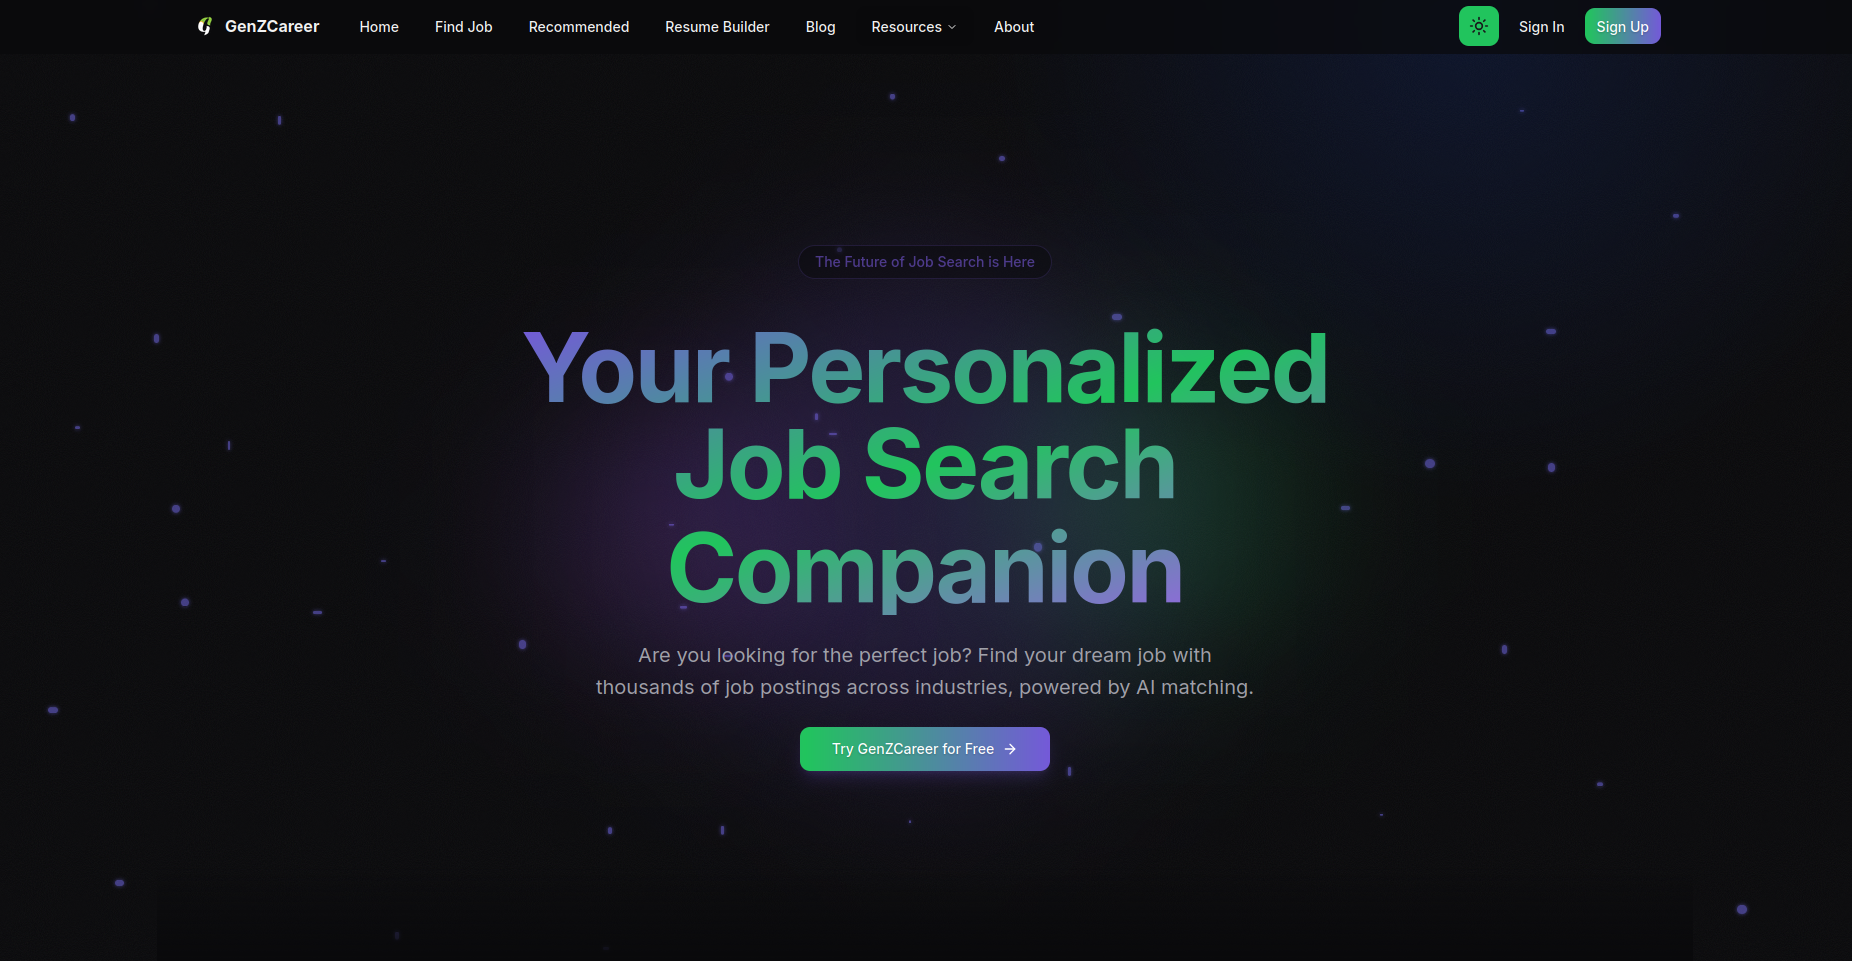 GenZCareer
Home
Find Job
Recommended
Resume Builder
Blog
Resources
About
Sign In
Sign Up
The Future of Job Search is Here
Your Personalized
Job Search
Companion
Are you looking for the perfect job? Find your dream job with
thousands of job postings across industries, powered by AI matching.
Try GenZCareer for Free